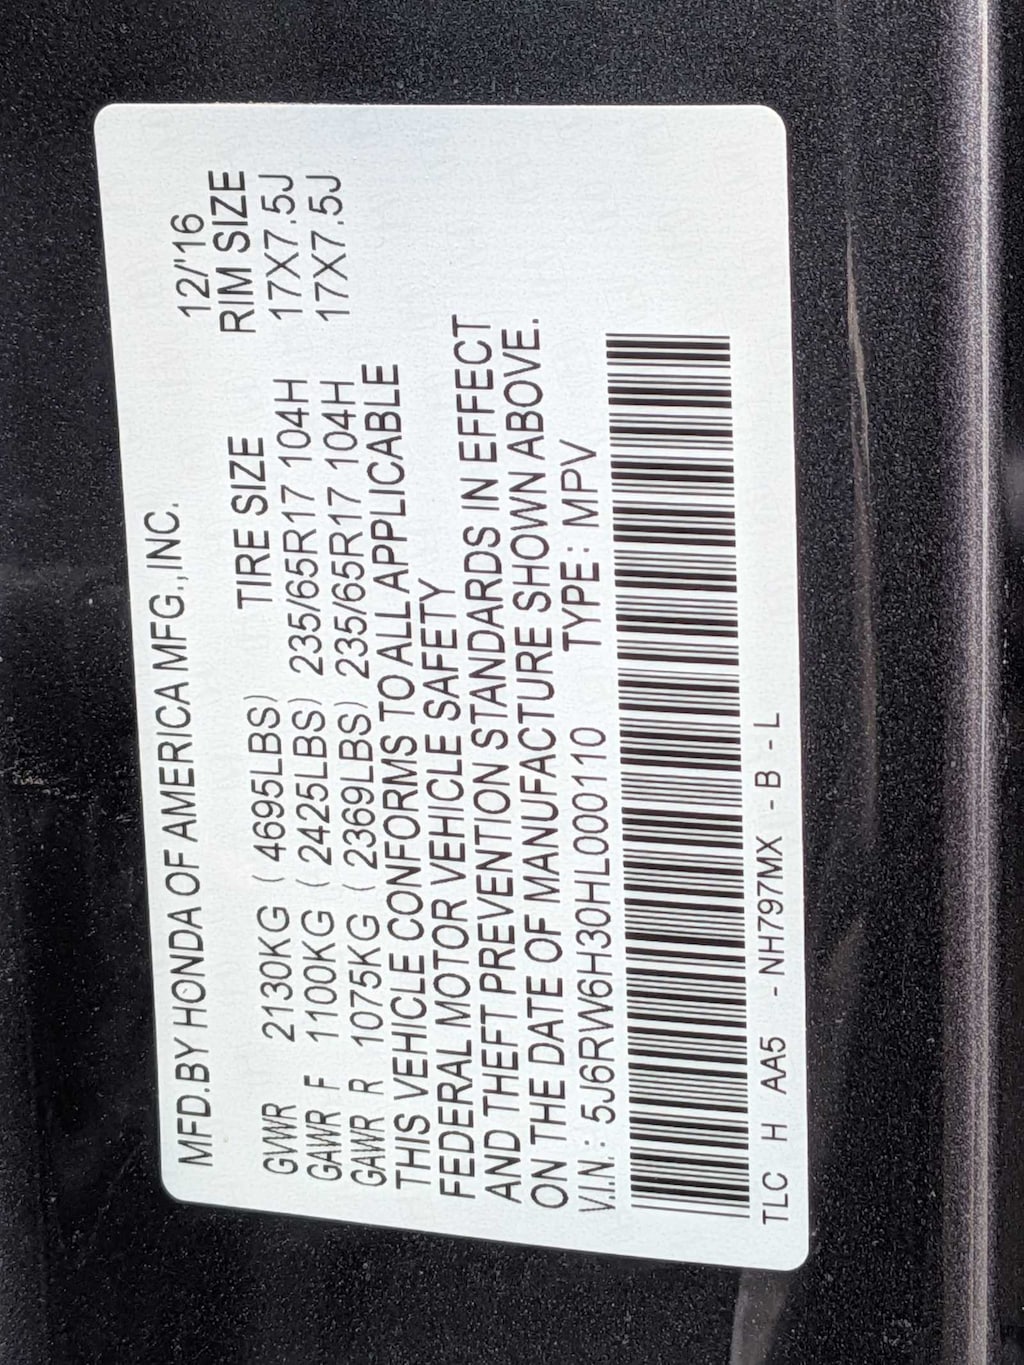 MFD.BY HONDA OF AMERICA MFG.,INC. 12/'16
TIRE SIZE RIM SIZE
GVWR 2130KG ( 4695LBS)
GAWR F 1100KG ( 2425LBS) 235/65R17 104H 17X7.5J
GAWR R 1075KG ( 2369LBS) 235/65R17 104H 17X7.5J
THIS VEHICLE CONFORMS TO ALL APPLICABLE
FEDERAL MOTOR VEHICLE SAFETY
AND THEFT PREVENTION STANDARDS IN EFFECT
ON THE DATE OF MANUFACTURE SHOWN ABOVE.
V.I.N.: 5J6RW6H30HL000110 TYPE: MPV
TLC H AA5 - NH797MX - B - L